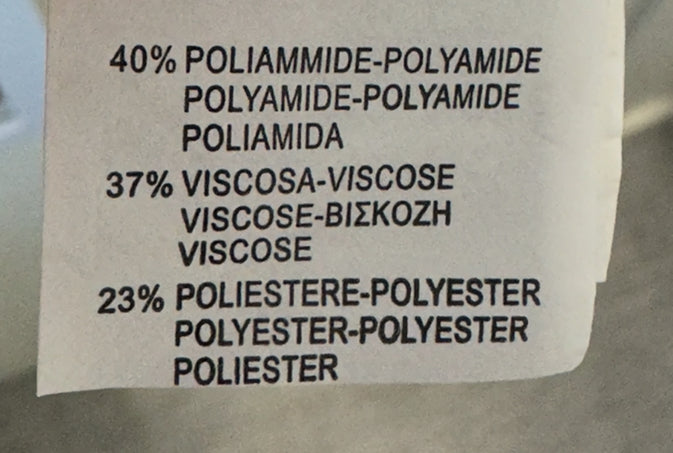 40% POLIAMMIDE-POLYAMIDE
POLYAMIDE-POLYAMIDE
POLIAMIDA
37% VISCOSA-VISCOSE
VISCOSE-ΒΙΣΚΟΖΗ
VISCOSE
23% POLIESTERE-POLYESTER
POLYESTER-POLYESTER
POLIESTER